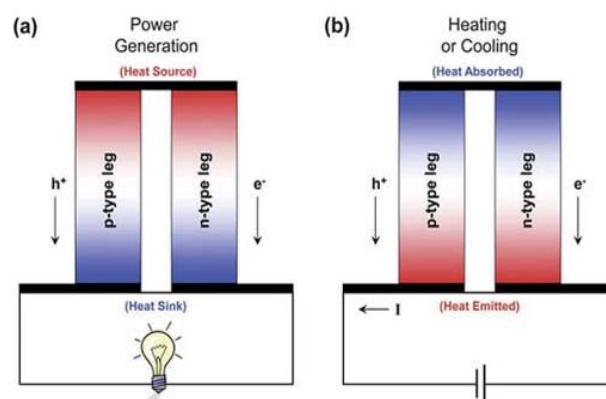 (a)
Power
Generation
(Heat Source)
p-type leg
n-type leg
h+
e-
(Heat Sink)
(b)
Heating
or Cooling
(Heat Absorbed)
p-type leg
n-type leg
h+
e-
I
(Heat Emitted)